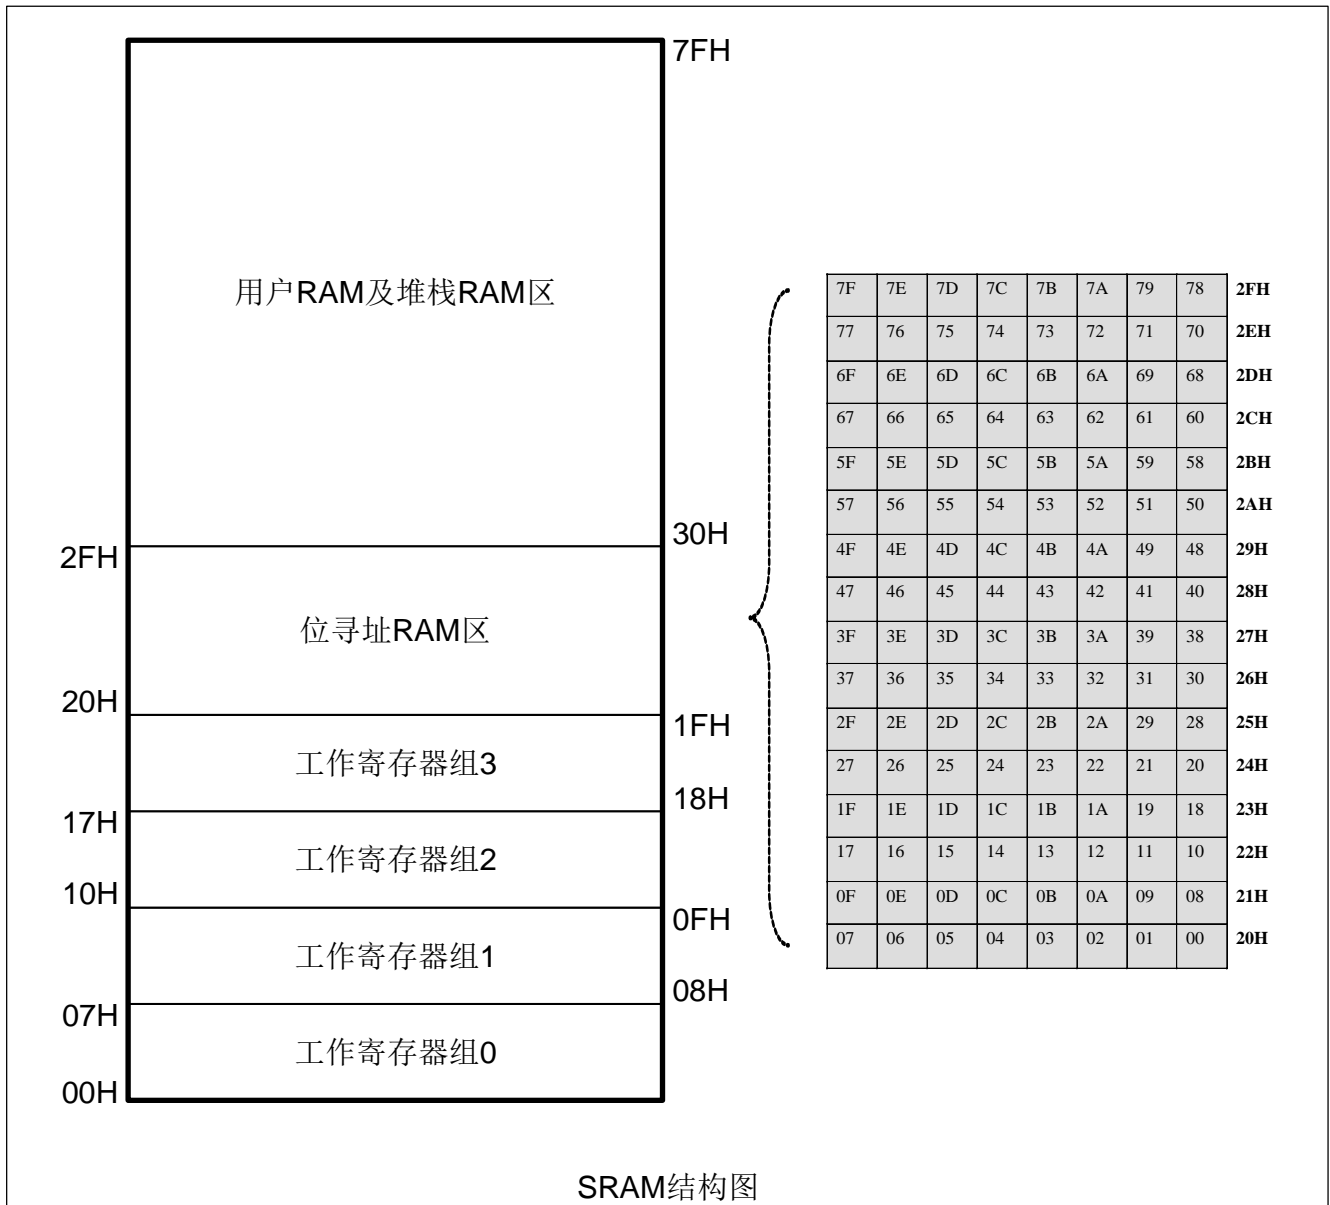 7FH
用户RAM及堆栈RAM区
30H
2FH
位寻址RAM区
20H
1FH
工作寄存器组3
18H
17H
工作寄存器组2
10H
0FH
工作寄存器组1
08H
07H
工作寄存器组0
00H
7F 7E 7D 7C 7B 7A 79 78 2FH
77 76 75 74 73 72 71 70 2EH
6F 6E 6D 6C 6B 6A 69 68 2DH
67 66 65 64 63 62 61 60 2CH
5F 5E 5D 5C 5B 5A 59 58 2BH
57 56 55 54 53 52 51 50 2AH
4F 4E 4D 4C 4B 4A 49 48 29H
47 46 45 44 43 42 41 40 28H
3F 3E 3D 3C 3B 3A 39 38 27H
37 36 35 34 33 32 31 30 26H
2F 2E 2D 2C 2B 2A 29 28 25H
27 26 25 24 23 22 21 20 24H
1F 1E 1D 1C 1B 1A 19 18 23H
17 16 15 14 13 12 11 10 22H
0F 0E 0D 0C 0B 0A 09 08 21H
07 06 05 04 03 02 01 00 20H
SRAM结构图